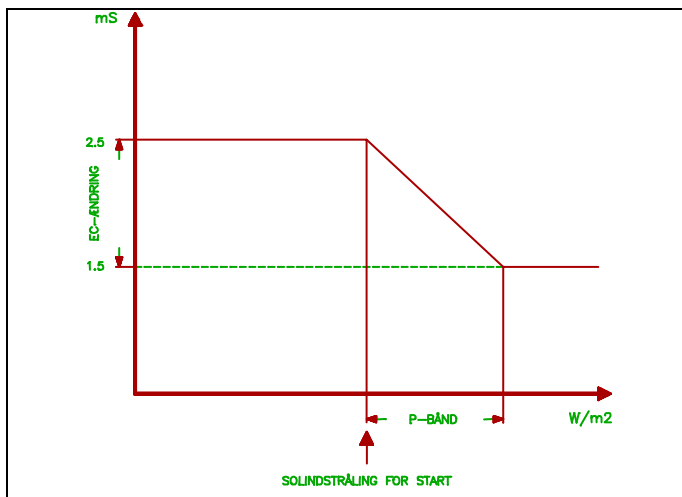 mS
2.5
EC-ÆNDRING
1.5
P-BÅND
W/m2
SOLINDSTRÅLING FOR START